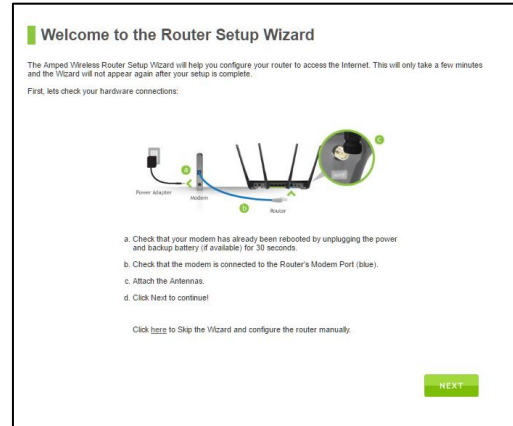 Welcome to the Router Setup Wizard
The Amped Wireless Router Setup Wizard will help you configure your router to access the Internet. This will only take a few minutes
and the Wizard will not appear again after your setup is complete.
First, lets check your hardware connections:
a
c
Power Adapter
Modem
b
Router
a. Check that your modem has already been rebooted by unplugging the power
and backup battery (if available) for 30 seconds.
b. Check that the modem is connected to the Router's Modem Port (blue).
c. Attach the Antennas.
d. Click Next to continue!
Click here to Skip the Wizard and configure the router manually.
NEXT